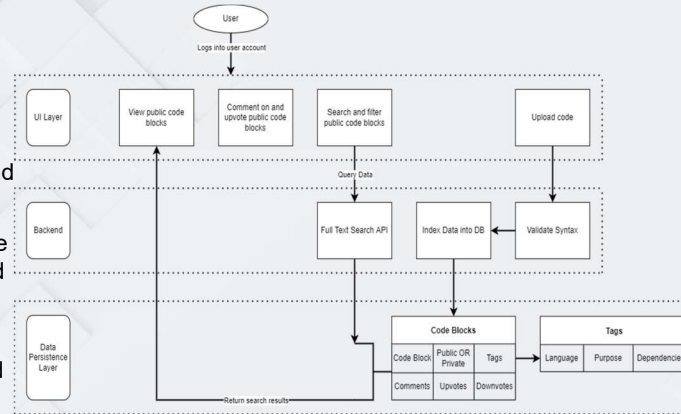 User
Logs into user account
UI Layer
View public code
blocks
Comment on and
upvote public code
blocks
Search and filter
public code blocks
Upload code
Query Data
Backend
Full Text Search API
Index Data into DB
Validate Syntax
Data
Persistence
Layer
Code Blocks
Code Block
Public OR
Private
Tags
Comments
Upvotes
Downvotes
Tags
Language
Purpose
Return search results